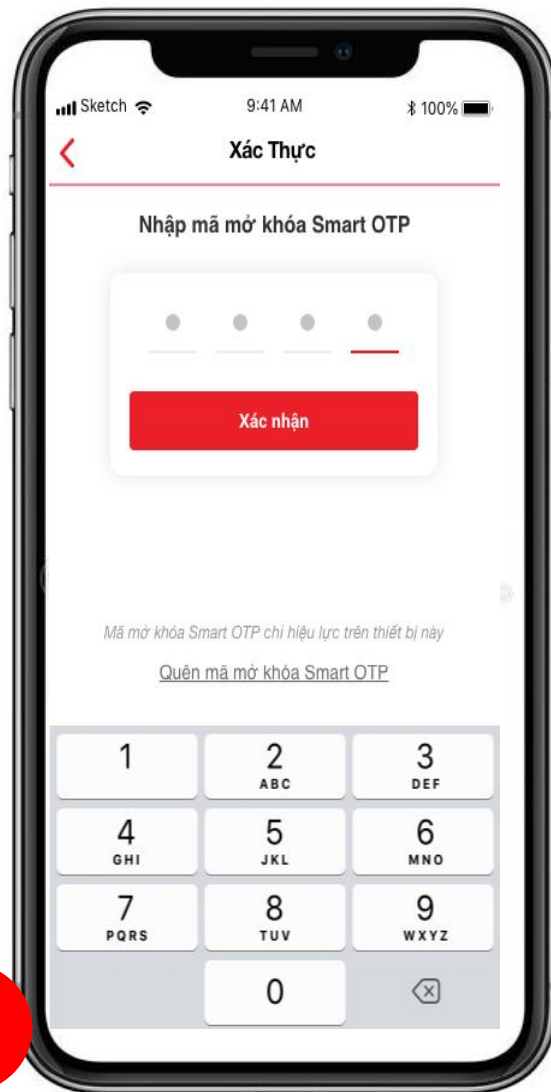 Sketch 9:41 AM 100%
Xác Thực
Nhập mã mở khóa Smart OTP
Xác nhận
Mã mở khóa Smart OTP chỉ hiệu lực trên thiết bị này
Quên mã mở khóa Smart OTP
1 2 3
ABC DEF
4 5 6
GHI JKL MNO
7 8 9
PQRS TUV WXYZ
0